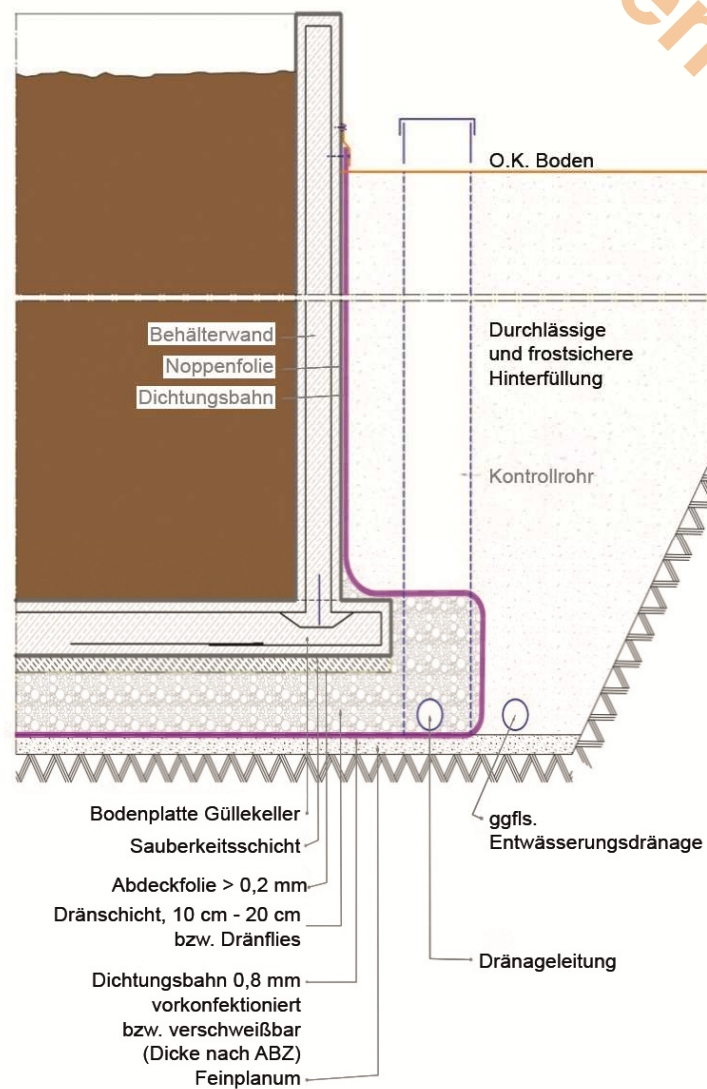 O.K. Boden
Behälterwand
Noppenfolie
Dichtungsbahn
Durchlässige
und frostsichere
Hinterfüllung
Kontrollrohr
Bodenplatte Güllekeller
Sauberkeitsschicht
Abdeckfolie > 0,2 mm
Dränschicht, 10 cm - 20 cm
bzw. Dränflies
Dichtungsbahn 0,8 mm
vorkonfektioniert
bzw. verschweißbar
(Dicke nach ABZ)
Feinplanum
ggfls.
Entwässerungsdränage
Dränageleitung